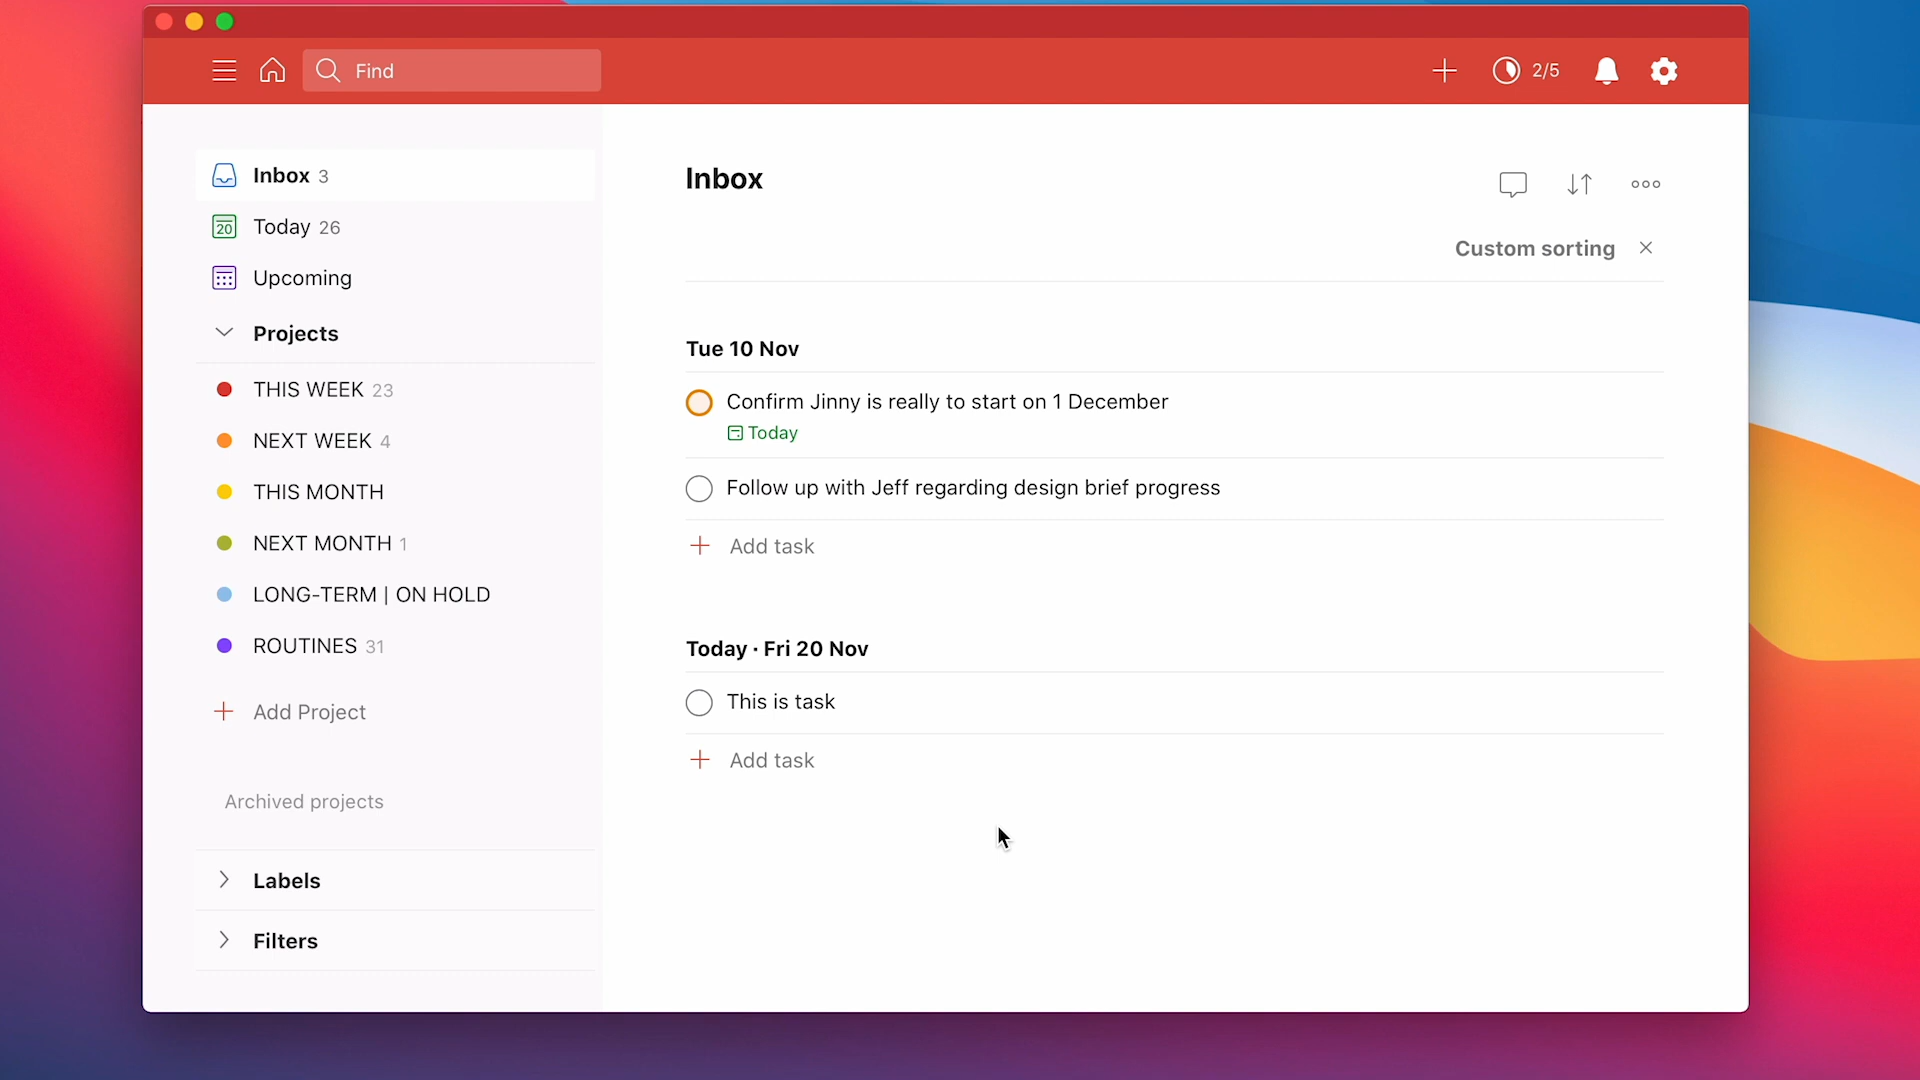 Find
2/5
Inbox 3
20 Today 26
Upcoming
Projects
THIS WEEK 23
NEXT WEEK 4
THIS MONTH
NEXT MONTH 1
LONG-TERM | ON HOLD
ROUTINES 31
Add Project
Archived projects
Labels
Filters
Inbox
Custom sorting
Tue 10 Nov
Confirm Jinny is really to start on 1 December
Today
Follow up with Jeff regarding design brief progress
Add task
Today · Fri 20 Nov
This is task
Add task